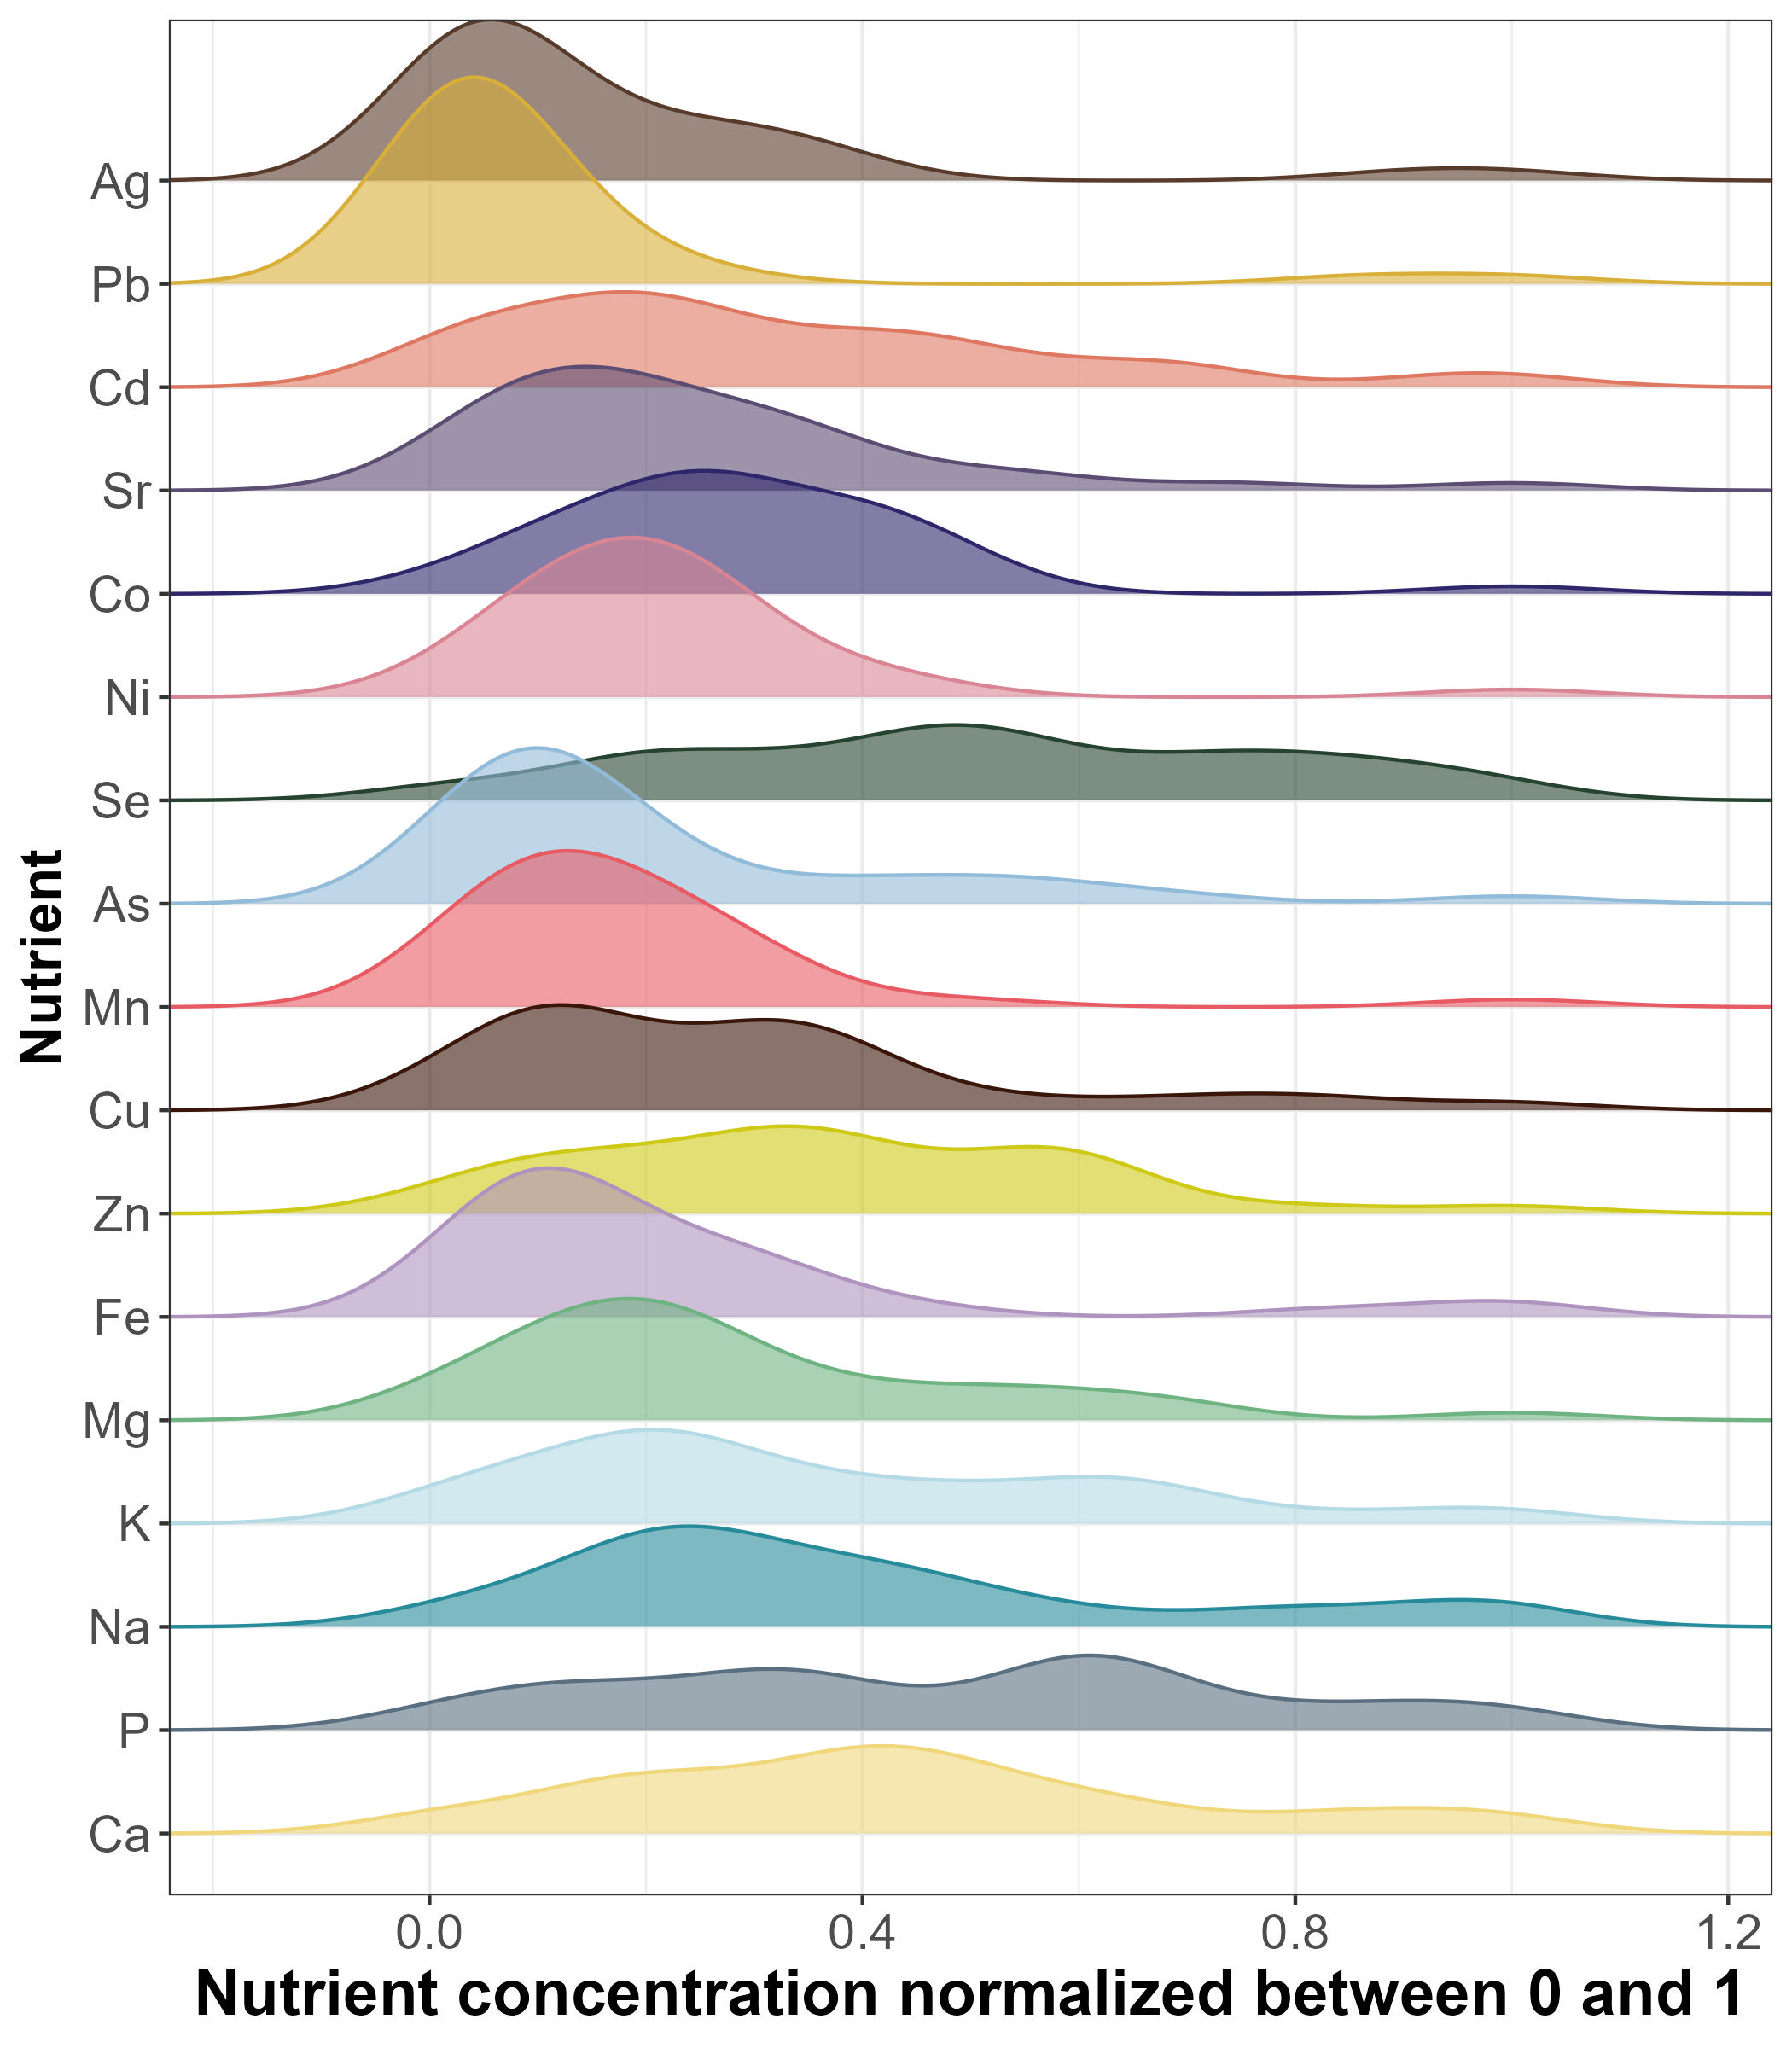 Nutrient
Ag
Pb
Cd
Sr
Co
Ni
Se
As
Mn
Cu
Zn
Fe
Mg
K
Na
P
Ca
0.0 0.4 0.8 1.2
Nutrient concentration normalized between 0 and 1